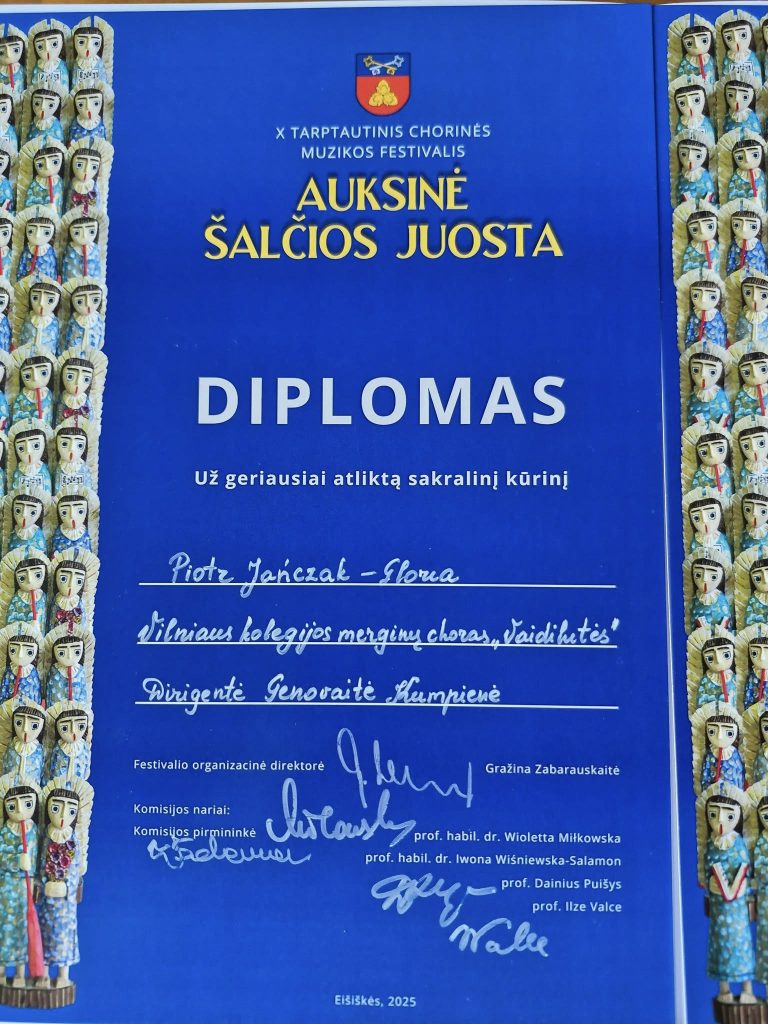 X TARPTAUTINIS CHORINĖS
MUZIKOS FESTIVALIS
AUKSINĖ
ŠALČIOS JUOSTA
DIPLOMAS
Už geriausiai atliktą sakralinį kūrinį
Piotr Jańczak – Gloria
Vilniaus kolegijos merginų choras „Vaidilutės"
Dirigentė Genovaitė Kumpienė
Festivalio organizacinė direktorė Gražina Zabarauskaitė
Komisijos nariai:
Komisijos pirmininkė prof. habil. dr. Wioletta Miłkowska
prof. habil. dr. Iwona Wiśniewska-Salamon
prof. Dainius Puišys
prof. Ilze Valce
Eišiškės, 2025